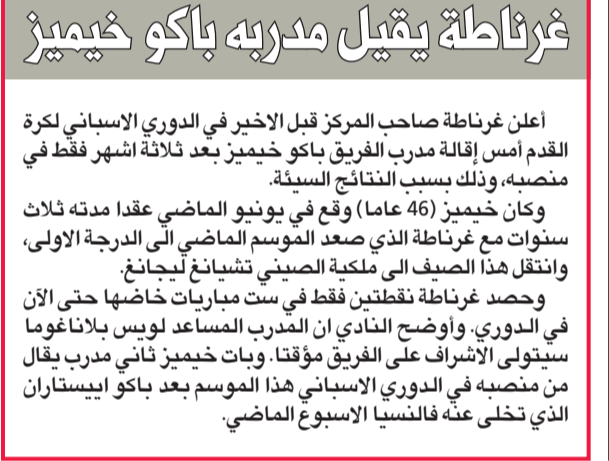 غرناطة يقيل مدربه باكو خيميز
أعلن غرناطة صاحب المركز قبل الاخير في الدوري الاسباني لكرة
القدم أمس إقالة مدرب الفريق باكو خيميز بعد ثلاثة اشهر فقط في
منصبه، وذلك بسبب النتائج السيئة.
وكان خيميز (46 عاما) وقع في يونيو الماضي عقدا مدته ثلاث
سنوات مع غرناطة الذي صعد الموسم الماضي الى الدرجة الاولى،
وانتقل هذا الصيف الى ملكية الصيني تشيانغ ليجانغ.
وحصد غرناطة نقطتين فقط في ست مباريات خاضها حتى الآن
في الدوري. وأوضح النادي ان المدرب المساعد لويس بلاناغوما
سيتولى الاشراف على الفريق مؤقتا. وبات خيميز ثاني مدرب يقال
من منصبه في الدوري الاسباني هذا الموسم بعد باكو اييستاران
الذي تخلى عنه فالنسيا الاسبوع الماضي.